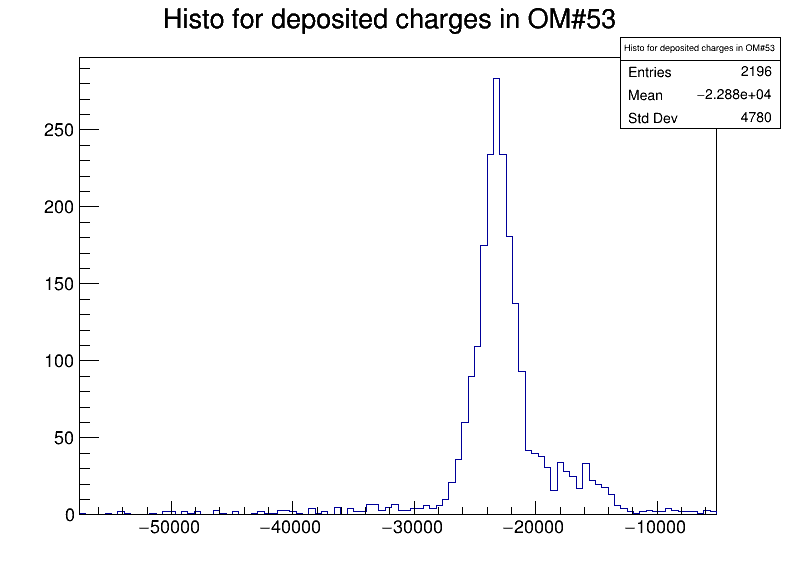 Histo for deposited charges in OM#53
Histo for deposited charges in OM#53
Entries 2196
Mean −2.288e+04
Std Dev 4780
250
200
150
100
50
0
−50000 −40000 −30000 −20000 −10000